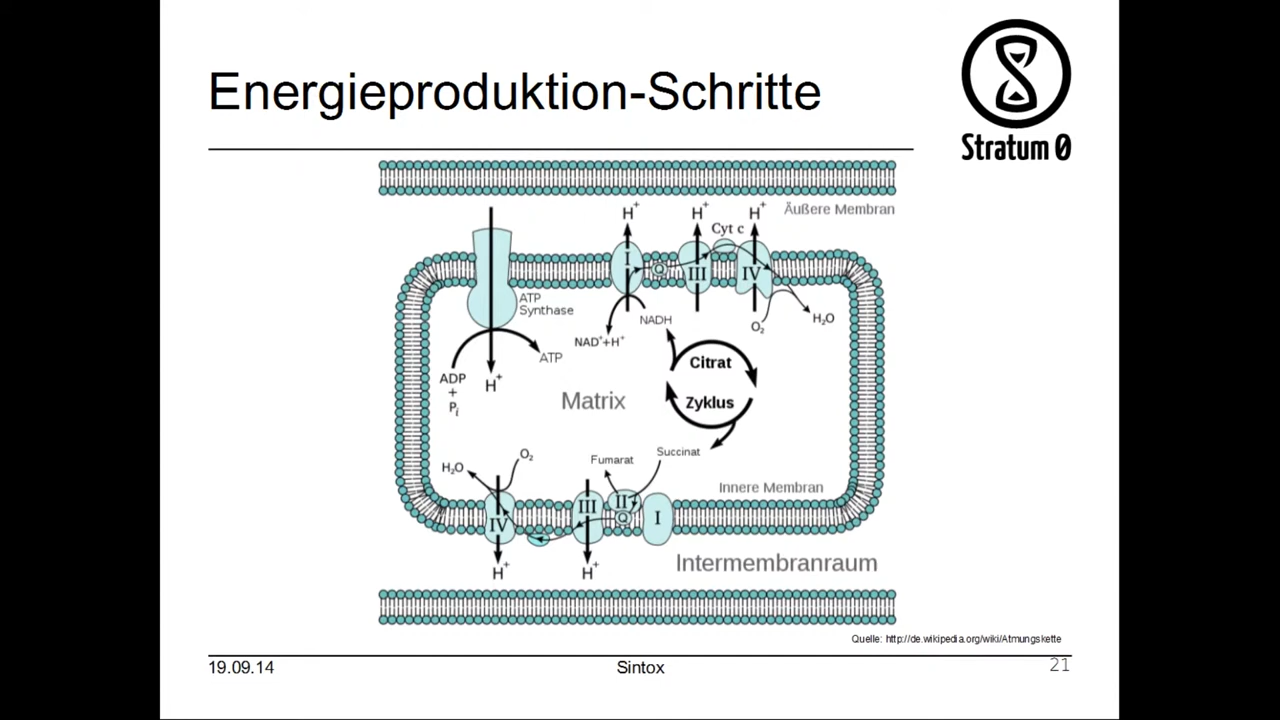 Energieproduktion-Schritte
Stratum 0
Äußere Membran
H⁺
H⁺
H⁺
Cyt c
I
Q
III
IV
ATP
Synthase
NADH
O₂
H₂O
NAD⁺+H⁺
ATP
ADP
+
Pᵢ
H⁺
Citrat
Zyklus
Matrix
H₂O
O₂
Fumarat
Succinat
Innere Membran
IV
III
II
Q
I
H⁺
H⁺
Intermembranraum
Quelle: http://de.wikipedia.org/wiki/Atmungskette
19.09.14
Sintox
21